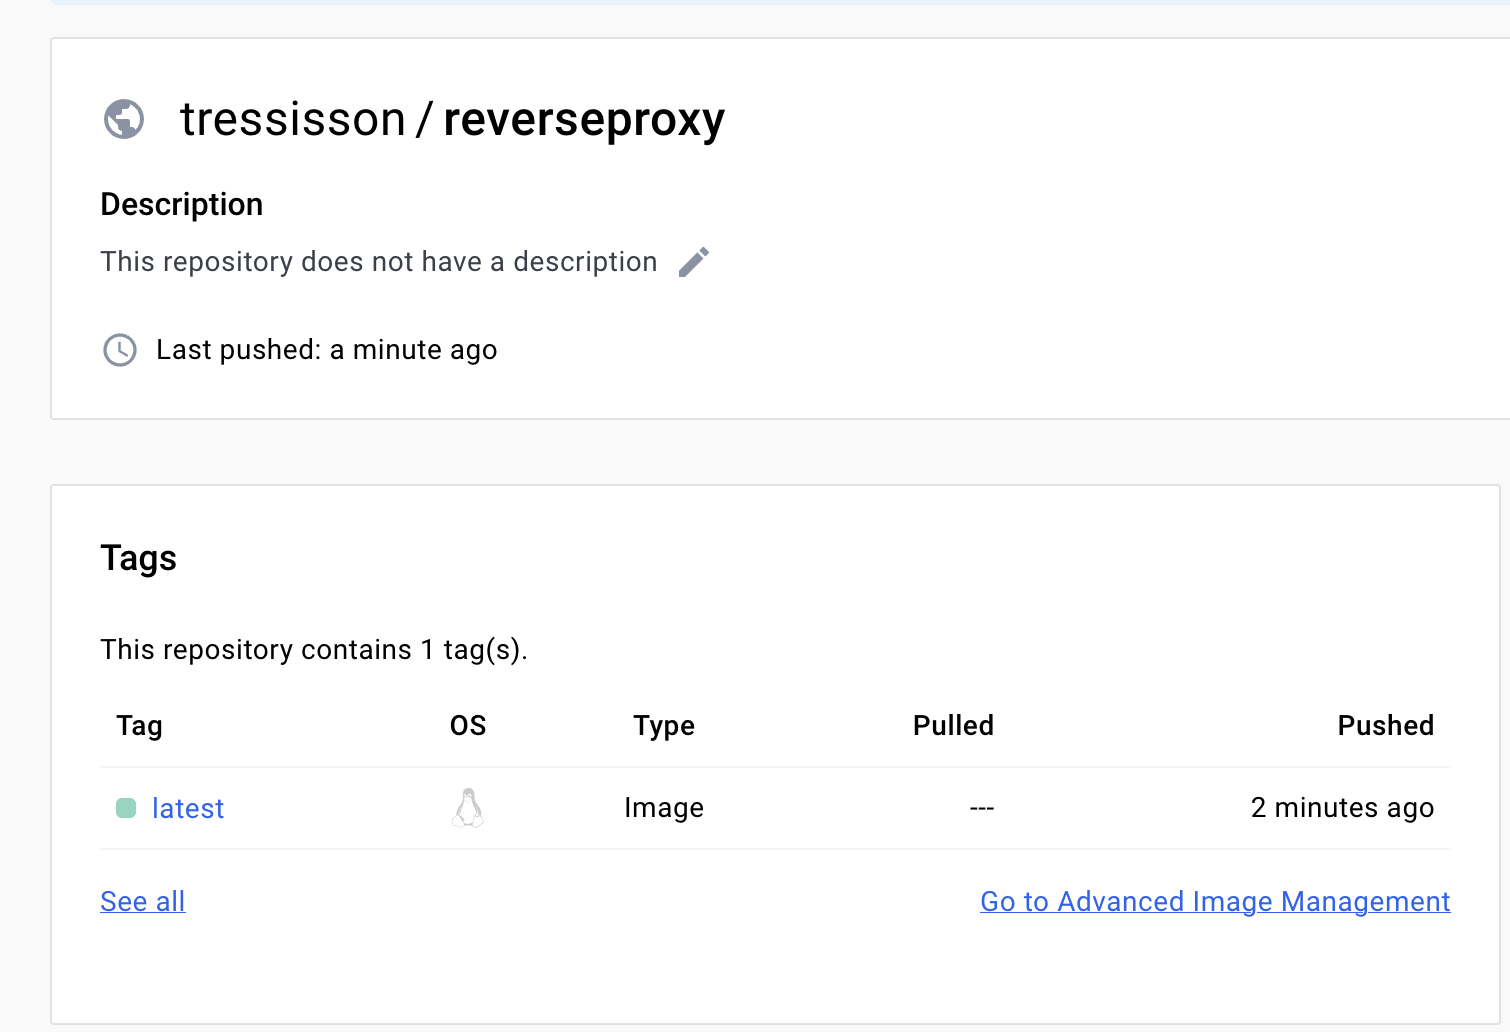 tressisson / reverseproxy
Description
This repository does not have a description
Last pushed: a minute ago
Tags
This repository contains 1 tag(s).
Tag OS Type Pulled Pushed
latest Image --- 2 minutes ago
See all Go to Advanced Image Management